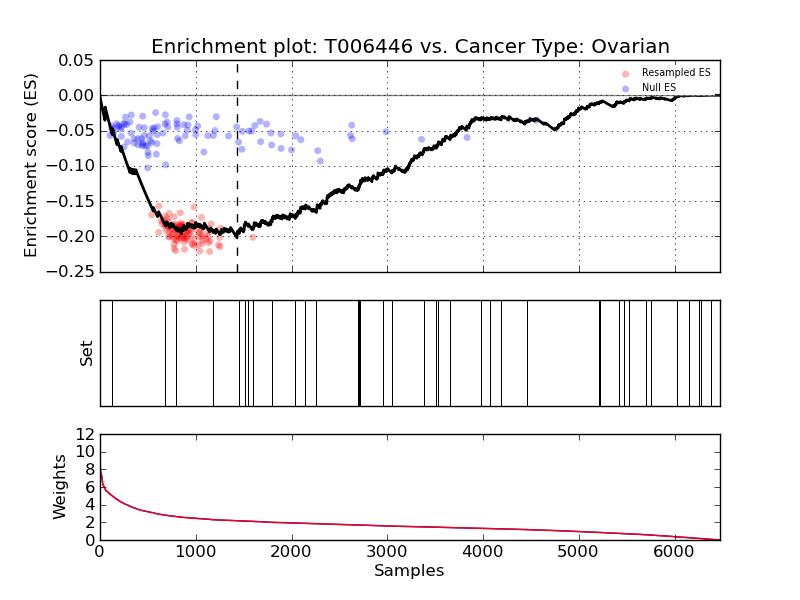 Enrichment plot: T006446 vs. Cancer Type: Ovarian
Enrichment score (ES)
0.05
0.00
−0.05
−0.10
−0.15
−0.20
−0.25
Resampled ES
Null ES
Set
Weights
12
10
8
6
4
2
0
0 1000 2000 3000 4000 5000 6000
Samples